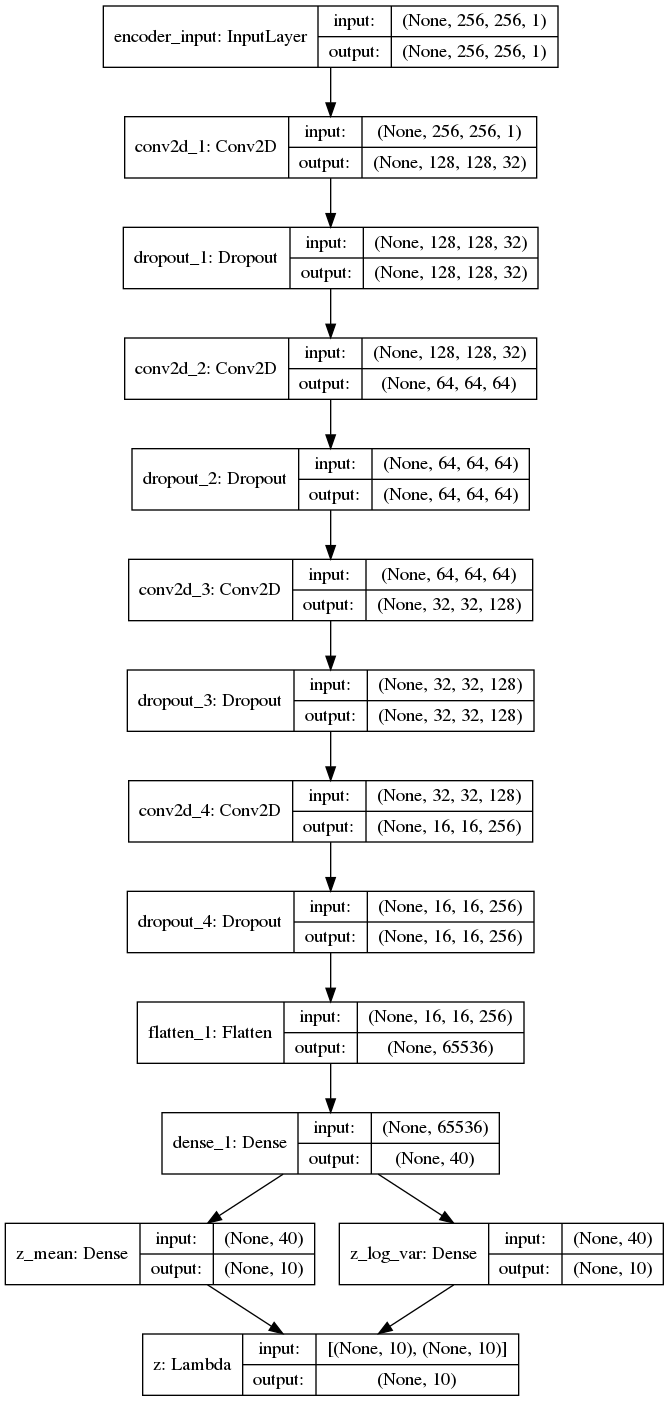 encoder_input: InputLayer
input: (None, 256, 256, 1)
output: (None, 256, 256, 1)
conv2d_1: Conv2D
input: (None, 256, 256, 1)
output: (None, 128, 128, 32)
dropout_1: Dropout
input: (None, 128, 128, 32)
output: (None, 128, 128, 32)
conv2d_2: Conv2D
input: (None, 128, 128, 32)
output: (None, 64, 64, 64)
dropout_2: Dropout
input: (None, 64, 64, 64)
output: (None, 64, 64, 64)
conv2d_3: Conv2D
input: (None, 64, 64, 64)
output: (None, 32, 32, 128)
dropout_3: Dropout
input: (None, 32, 32, 128)
output: (None, 32, 32, 128)
conv2d_4: Conv2D
input: (None, 32, 32, 128)
output: (None, 16, 16, 256)
dropout_4: Dropout
input: (None, 16, 16, 256)
output: (None, 16, 16, 256)
flatten_1: Flatten
input: (None, 16, 16, 256)
output: (None, 65536)
dense_1: Dense
input: (None, 65536)
output: (None, 40)
z_mean: Dense
input: (None, 40)
output: (None, 10)
z_log_var: Dense
input: (None, 40)
output: (None, 10)
z: Lambda
input: [(None, 10), (None, 10)]
output: (None, 10)